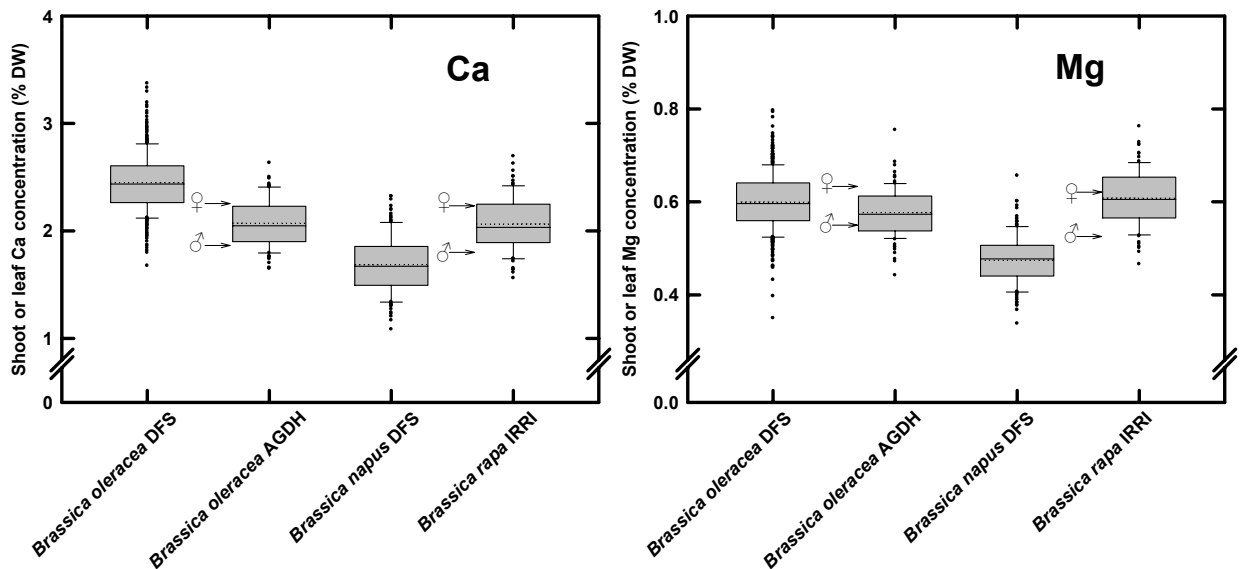 Shoot or leaf Ca concentration (% DW)
4
3
2
1
0
Ca
Brassica oleracea DFS
Brassica oleracea AGDH
Brassica napus DFS
Brassica rapa IRRI
♀
♂
♀
♂
Shoot or leaf Mg concentration (% DW)
1.0
0.8
0.6
0.4
0.0
Mg
Brassica oleracea DFS
Brassica oleracea AGDH
Brassica napus DFS
Brassica rapa IRRI
♀
♂
♀
♂